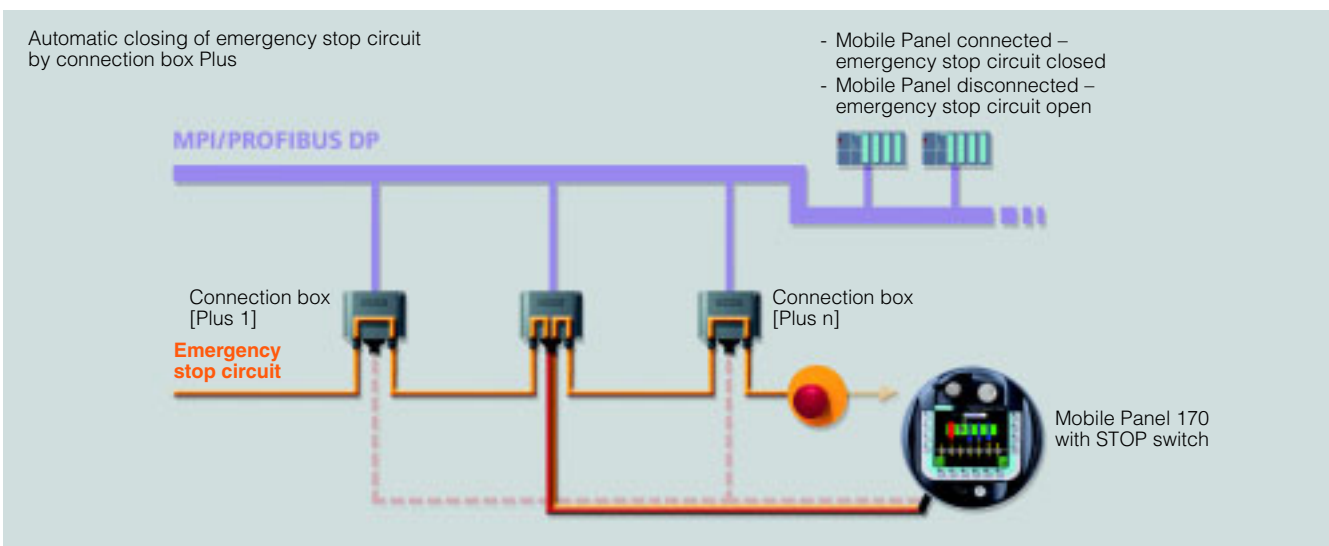 Automatic closing of emergency stop circuit
by connection box Plus
- Mobile Panel connected –
emergency stop circuit closed
- Mobile Panel disconnected –
emergency stop circuit open
MPI/PROFIBUS DP
Connection box
[Plus 1]
Connection box
[Plus n]
Emergency
stop circuit
Mobile Panel 170
with STOP switch